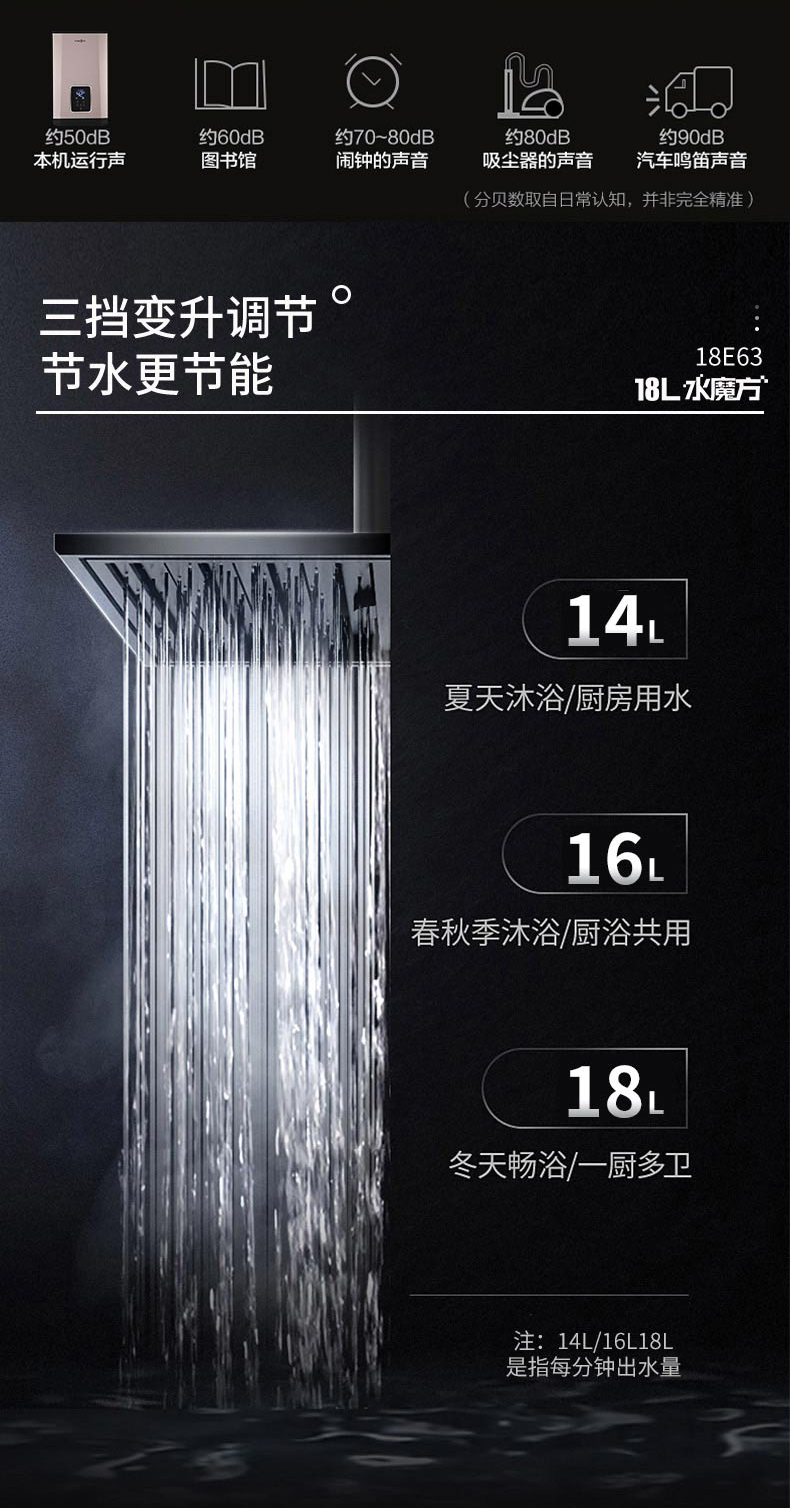 约50dB
本机运行声
约60dB
图书馆
约70~80dB
闹钟的声音
约80dB
吸尘器的声音
约90dB
汽车鸣笛声音
（分贝数取自日常认知，并非完全精准）
三挡变升调节
节水更节能
18E63
18L水魔方
14L
夏天沐浴/厨房用水
16L
春秋季沐浴/厨浴共用
18L
冬天畅浴/一厨多卫
注：14L/16L18L
是指每分钟出水量